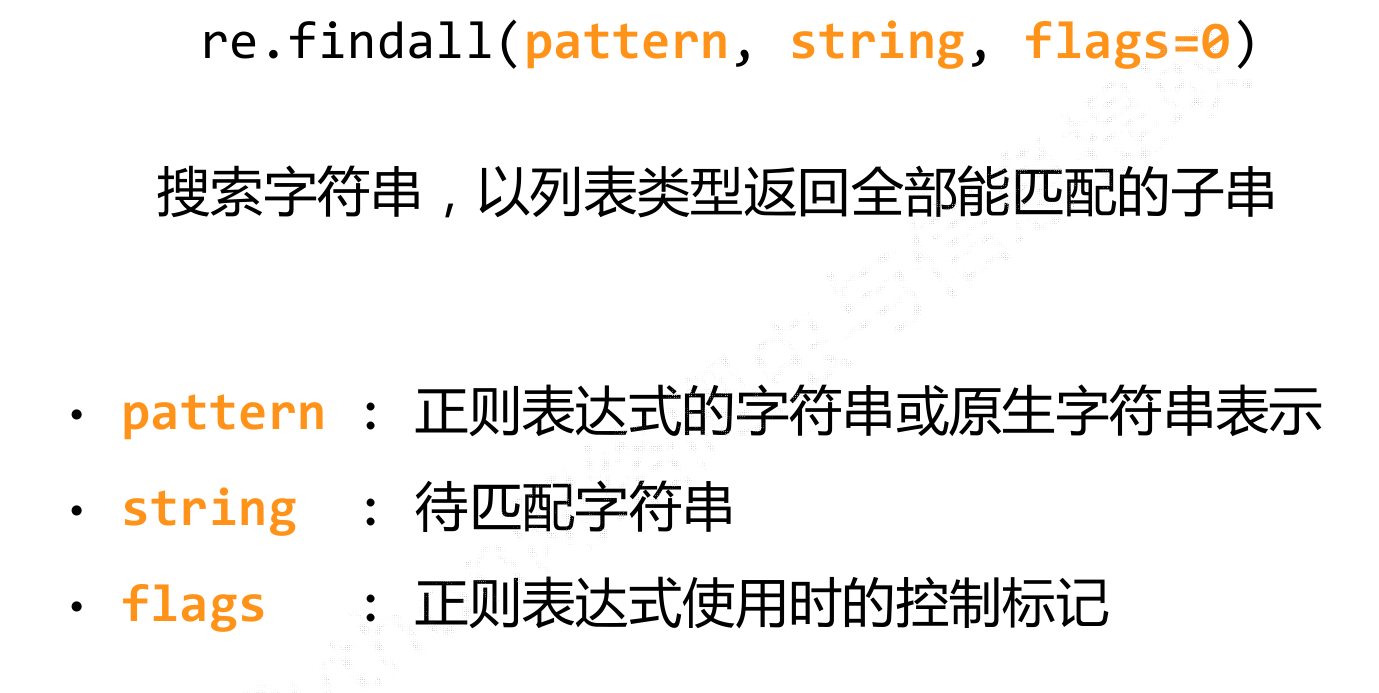 re.findall(pattern, string, flags=0)
搜索字符串，以列表类型返回全部能匹配的子串
• pattern : 正则表达式的字符串或原生字符串表示
• string : 待匹配字符串
• flags : 正则表达式使用时的控制标记